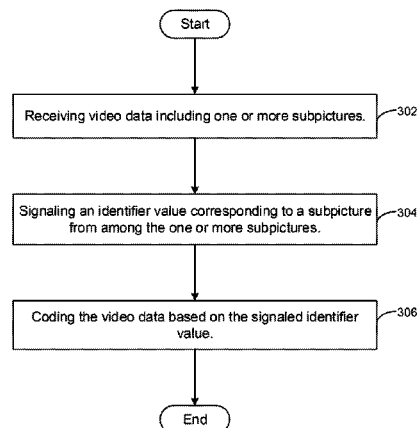 Start
Receiving video data including one or more subpictures.
302
Signaling an identifier value corresponding to a subpicture
from among the one or more subpictures.
304
Coding the video data based on the signaled identifier
value.
306
End